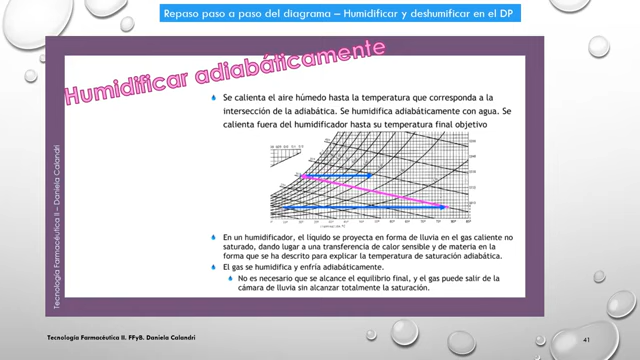 Repaso paso a paso del diagrama – Humidificar y deshumificar en el DP
Humidificar adiabáticamente
Se calienta el aire húmedo hasta la temperatura que corresponda a la
intersección de la adiabática. Se humidifica adiabáticamente con agua. Se
calienta fuera del humidificador hasta su temperatura final objetivo
En un humidificador, el líquido se proyecta en forma de lluvia en el gas caliente no
saturado, dando lugar a una transferencia de calor sensible y de materia en la
forma que se ha descrito para explicar la temperatura de saturación adiabática.
El gas se humidifica y enfría adiabáticamente.
No es necesario que se alcance el equilibrio final, y el gas puede salir de la
cámara de lluvia sin alcanzar totalmente la saturación.
Tecnología Farmacéutica II – Daniela Calandri
Tecnología Farmacéutica II. FFyB. Daniela Calandri
41